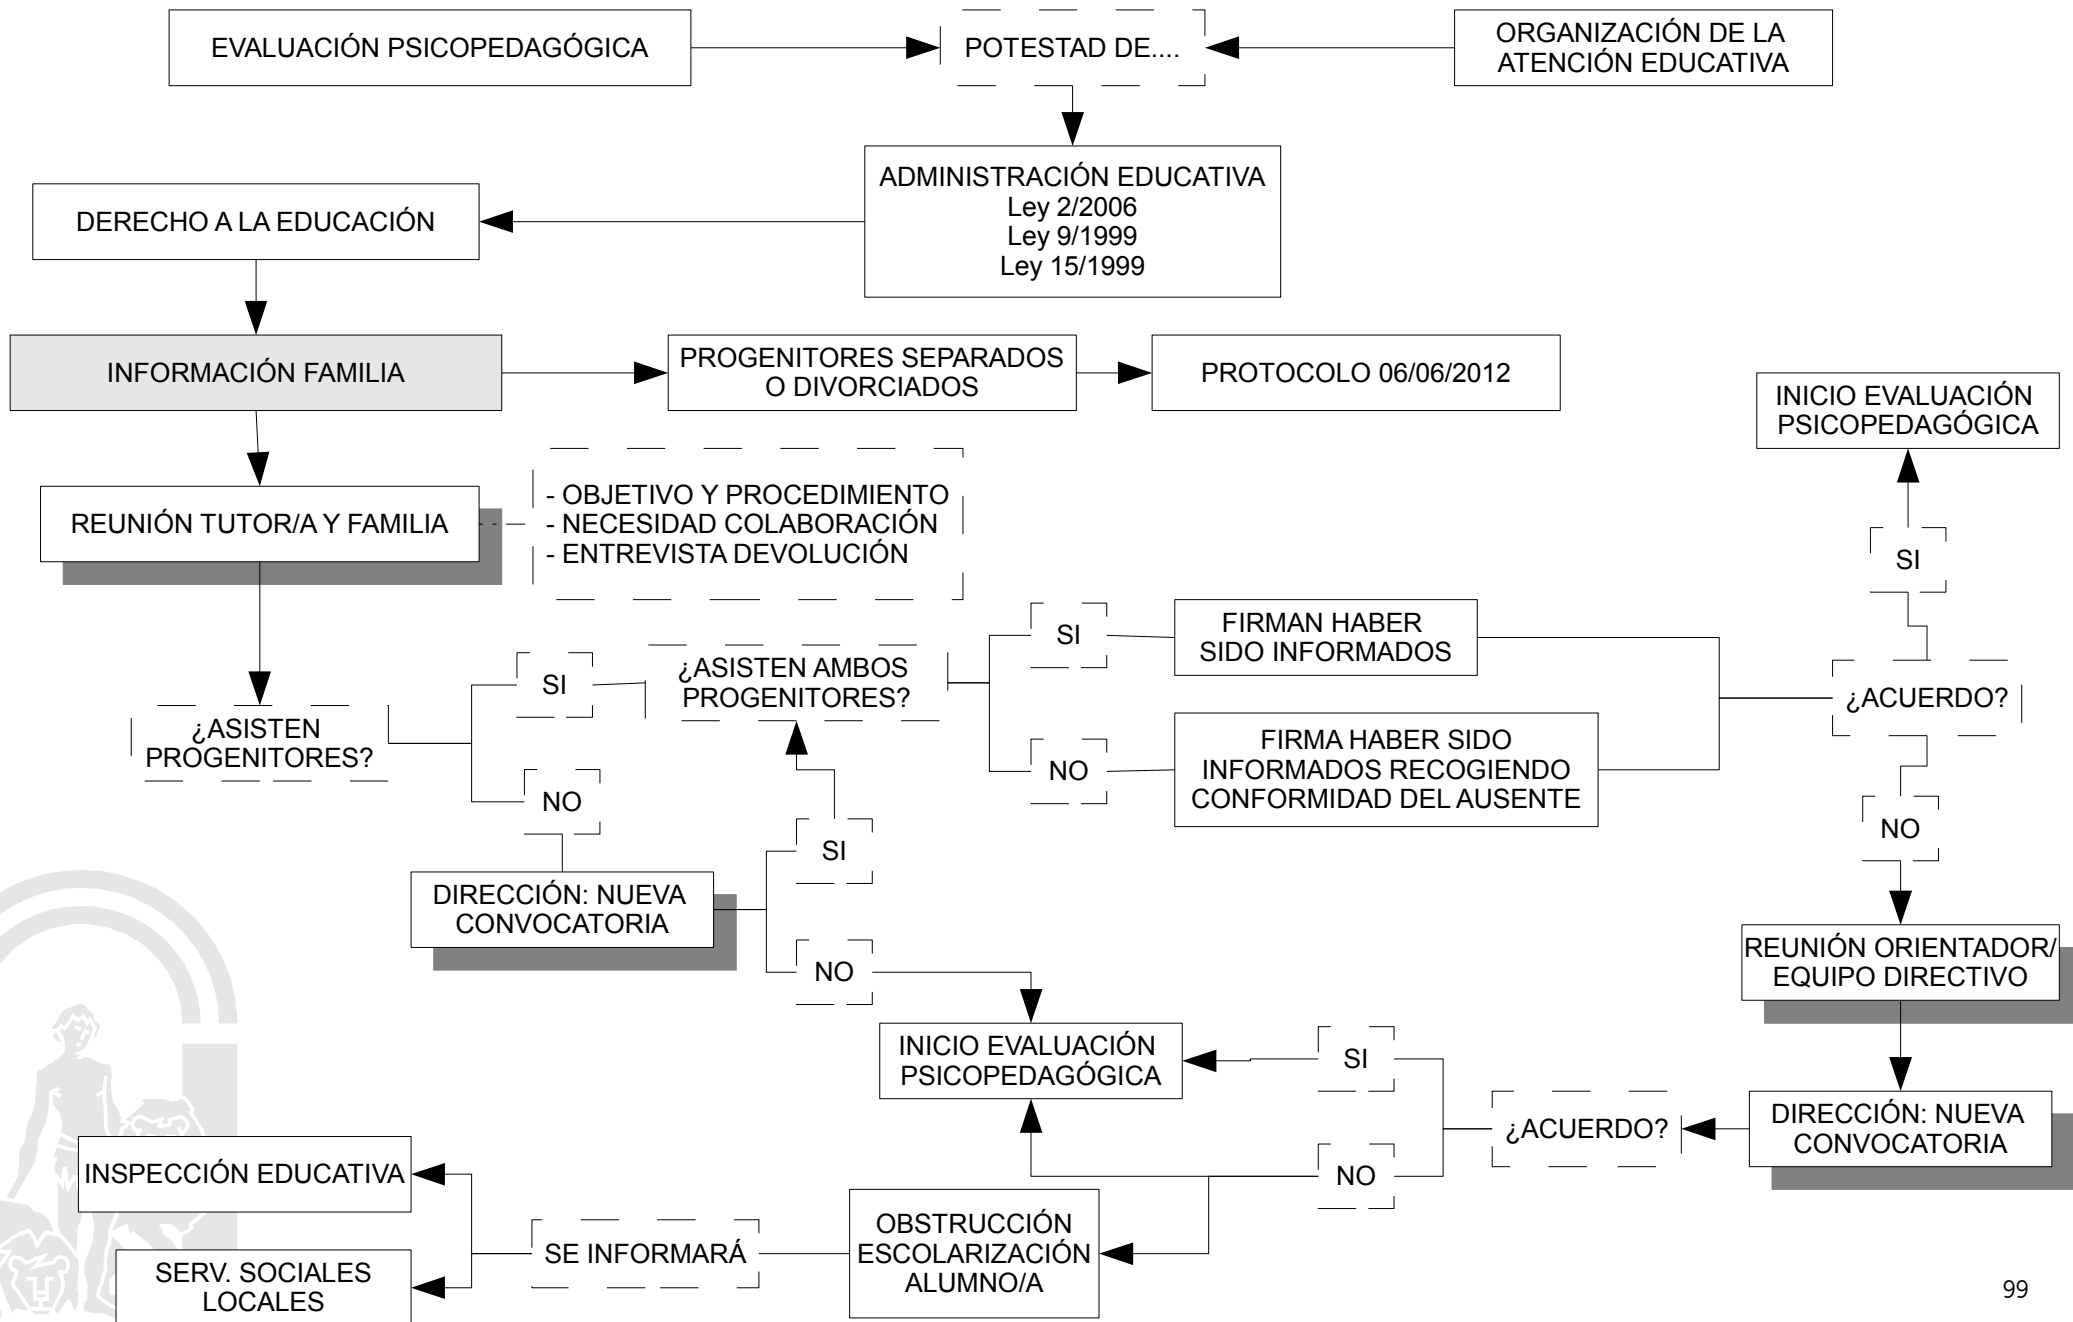 EVALUACIÓN PSICOPEDAGÓGICA
POTESTAD DE....
ORGANIZACIÓN DE LA
ATENCIÓN EDUCATIVA
ADMINISTRACIÓN EDUCATIVA
Ley 2/2006
Ley 9/1999
Ley 15/1999
DERECHO A LA EDUCACIÓN
INFORMACIÓN FAMILIA
PROGENITORES SEPARADOS
O DIVORCIADOS
PROTOCOLO 06/06/2012
INICIO EVALUACIÓN
PSICOPEDAGÓGICA
REUNIÓN TUTOR/A Y FAMILIA
- OBJETIVO Y PROCEDIMIENTO
- NECESIDAD COLABORACIÓN
- ENTREVISTA DEVOLUCIÓN
SI
¿ASISTEN
PROGENITORES?
SI
NO
¿ASISTEN AMBOS
PROGENITORES?
SI
FIRMAN HABER
SIDO INFORMADOS
NO
FIRMA HABER SIDO
INFORMADOS RECOGIENDO
CONFORMIDAD DEL AUSENTE
¿ACUERDO?
NO
DIRECCIÓN: NUEVA
CONVOCATORIA
SI
NO
REUNIÓN ORIENTADOR/
EQUIPO DIRECTIVO
INICIO EVALUACIÓN
PSICOPEDAGÓGICA
SI
NO
¿ACUERDO?
DIRECCIÓN: NUEVA
CONVOCATORIA
INSPECCIÓN EDUCATIVA
SERV. SOCIALES
LOCALES
SE INFORMARÁ
OBSTRUCCIÓN
ESCOLARIZACIÓN
ALUMNO/A
99